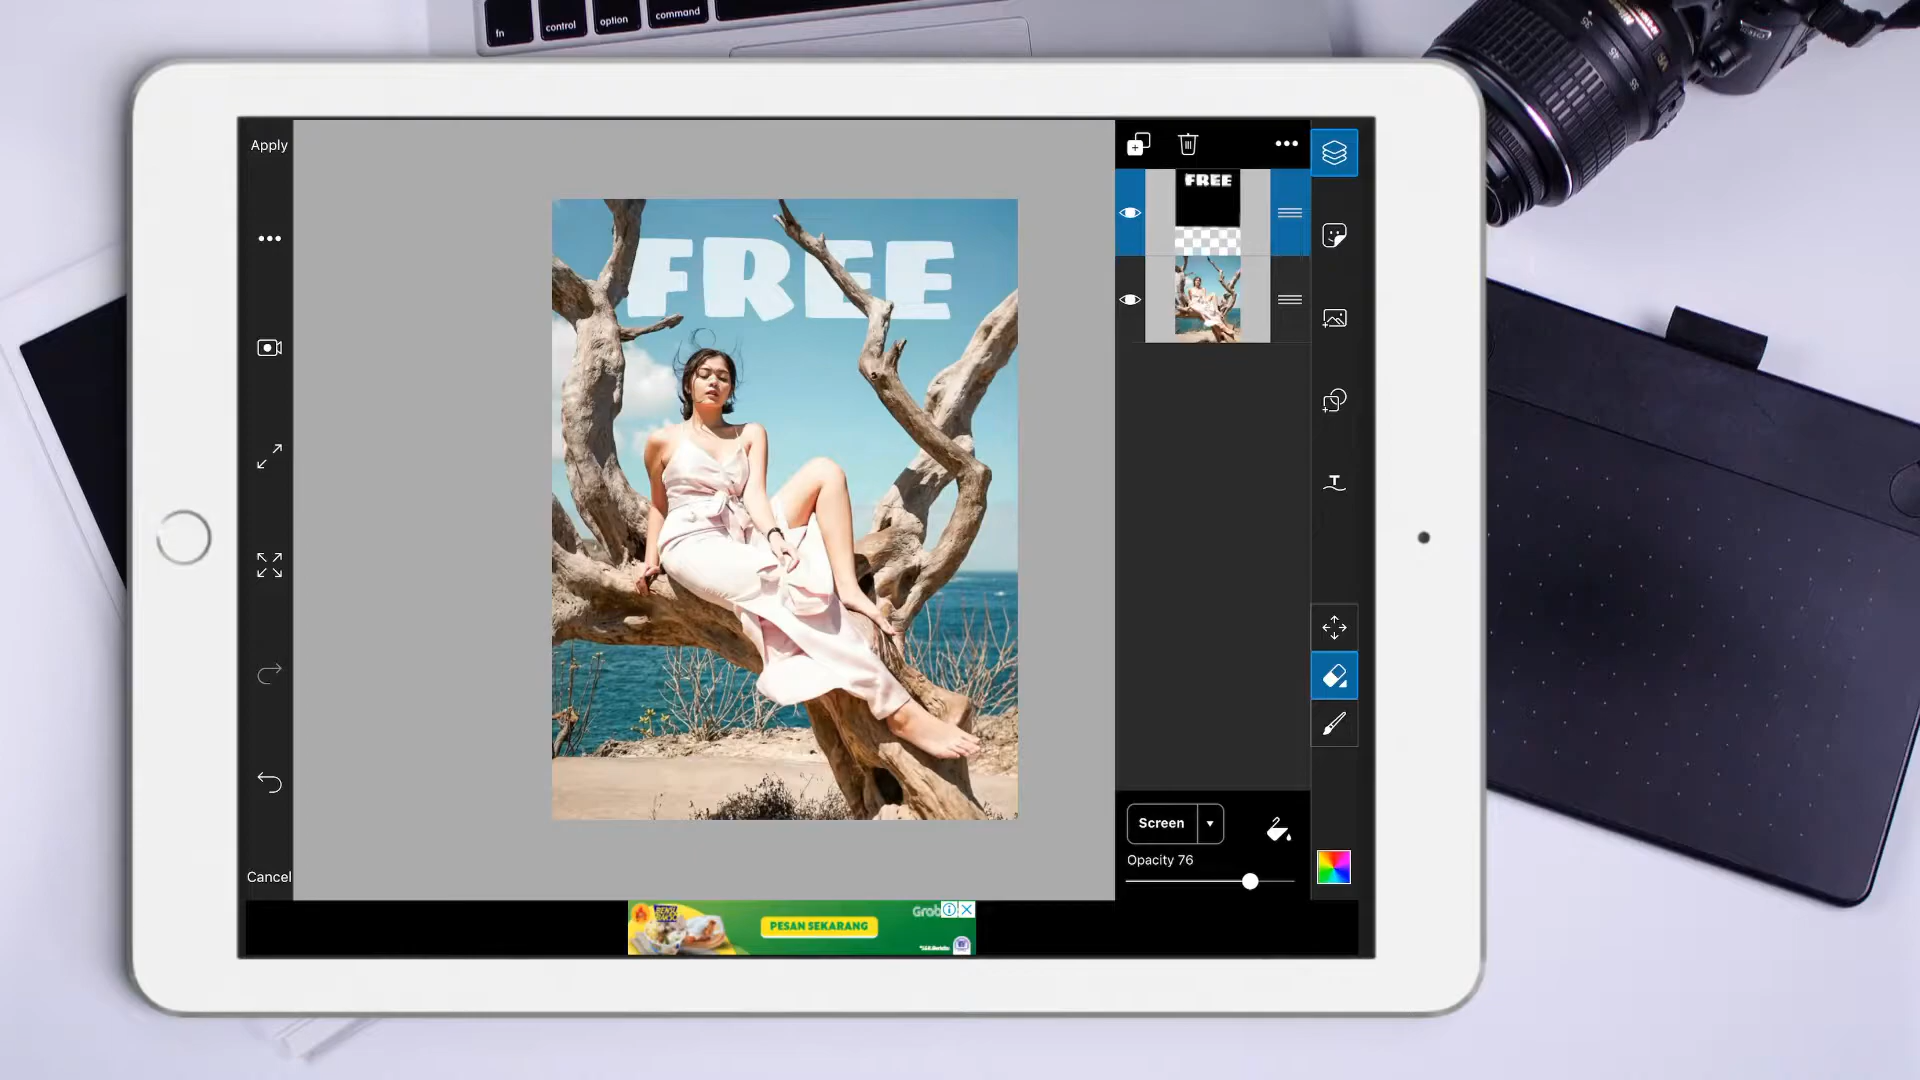 fn
control
option
command
Apply
FREE
FREE
Screen
Opacity 76
Cancel
PESAN SEKARANG
Grab